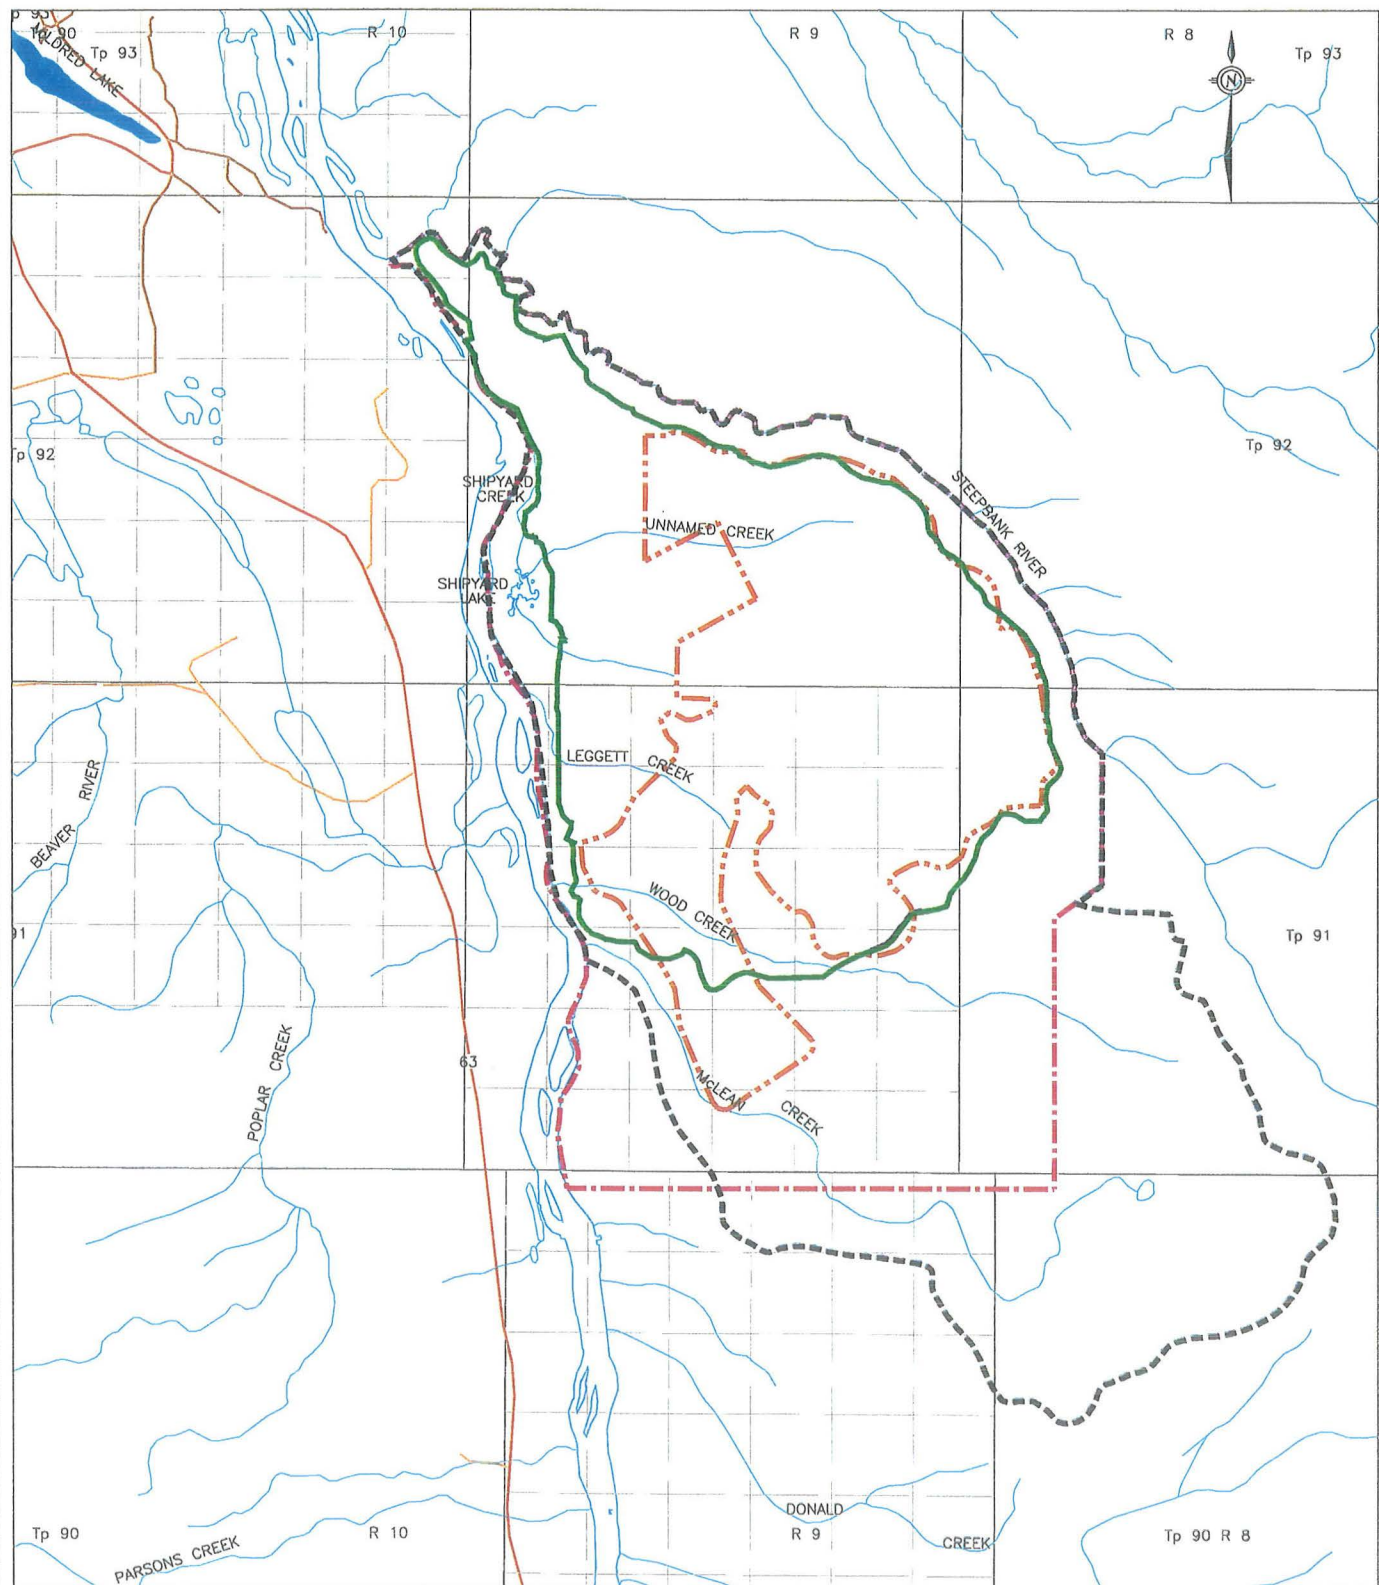 R 10
R 9
R 8
Tp 93
Tp 93
MILDRED LAKE
N
Tp 92
Tp 92
STEEPBANK RIVER
SHIPYARD
CREEK
UNNAMED CREEK
SHIPYARD
LAKE
LEGGETT CREEK
BEAVER RIVER
WOOD CREEK
91
Tp 91
63
POPLAR CREEK
McLEAN CREEK
DONALD
CREEK
Tp 90
R 10
R 9
Tp 90 R 8
PARSONS CREEK